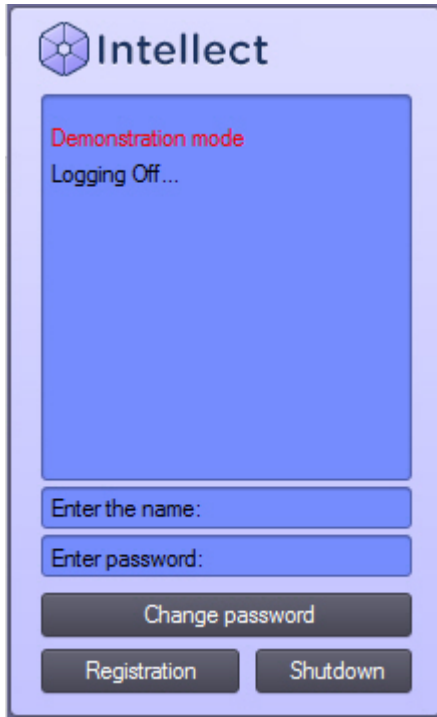 Intellect
Demonstration mode
Logging Off...
Enter the name:
Enter password:
Change password
Registration
Shutdown